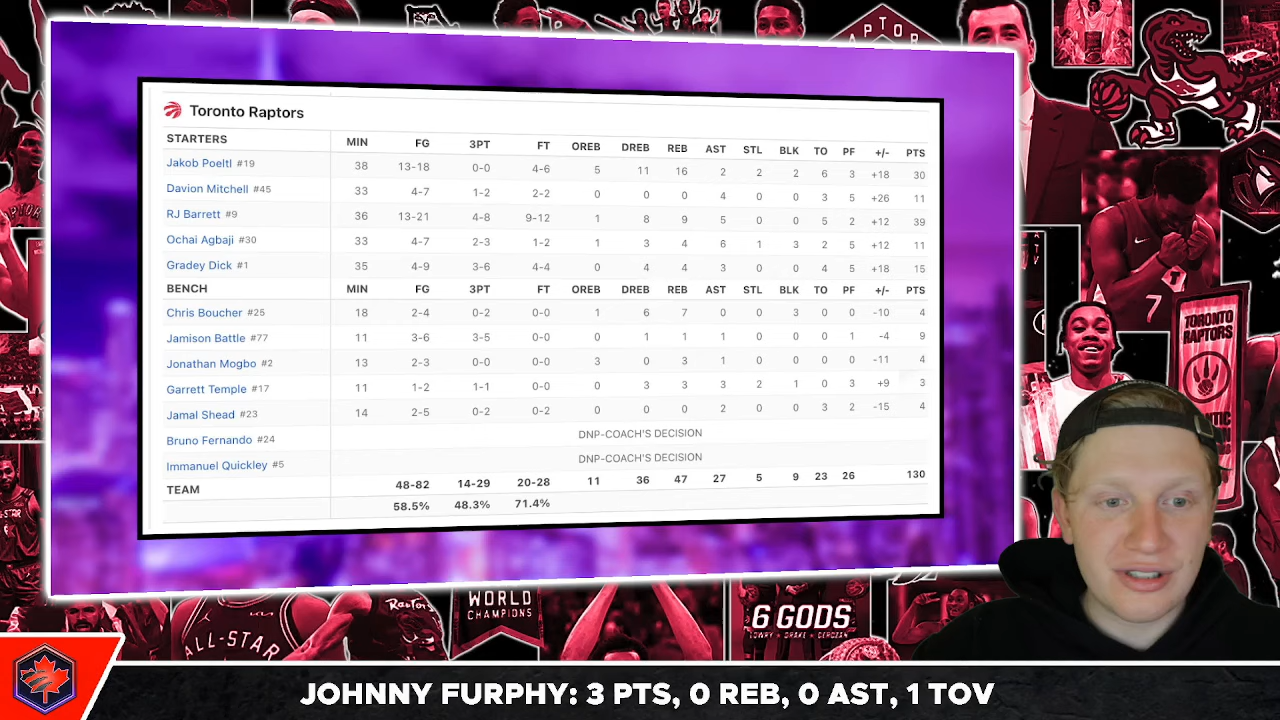 APTOR
Toronto Raptors
STARTERS MIN FG 3PT FT OREB DREB REB AST STL BLK TO PF +/- PTS
Jakob Poeltl #19 38 13-18 0-0 4-6 5 11 16 2 2 2 6 3 +18 30
Davion Mitchell #45 33 4-7 1-2 2-2 0 0 0 4 0 0 3 5 +26 11
RJ Barrett #9 36 13-21 4-8 9-12 1 8 9 5 0 0 5 2 +12 39
Ochai Agbaji #30 33 4-7 2-3 1-2 1 3 4 6 1 3 2 5 +12 11
Gradey Dick #1 35 4-9 3-6 4-4 0 4 4 3 0 0 4 5 +18 15
BENCH MIN FG 3PT FT OREB DREB REB AST STL BLK TO PF +/- PTS
Chris Boucher #25 18 2-4 0-2 0-0 1 6 7 0 0 3 0 0 -10 4
Jamison Battle #77 11 3-6 3-5 0-0 0 1 1 1 0 0 0 1 -4 9
Jonathan Mogbo #2 13 2-3 0-0 0-0 3 0 3 1 0 0 0 0 -11 4
Garrett Temple #17 11 1-2 1-1 0-0 0 3 3 3 2 1 0 3 +9 3
Jamal Shead #23 14 2-5 0-2 0-2 0 0 0 2 0 0 3 2 -15 4
Bruno Fernando #24 DNP-COACH'S DECISION
Immanuel Quickley #5 DNP-COACH'S DECISION
TEAM 48-82 14-29 20-28 11 36 47 27 5 9 23 26 130
58.5% 48.3% 71.4%
7
TORONTO
RAPTORS
WORLD
CHAMPIONS
ALL-STAR
6 GODS
LOWRY • DRAKE • DEROZAN
JOHNNY FURPHY: 3 PTS, 0 REB, 0 AST, 1 TOV